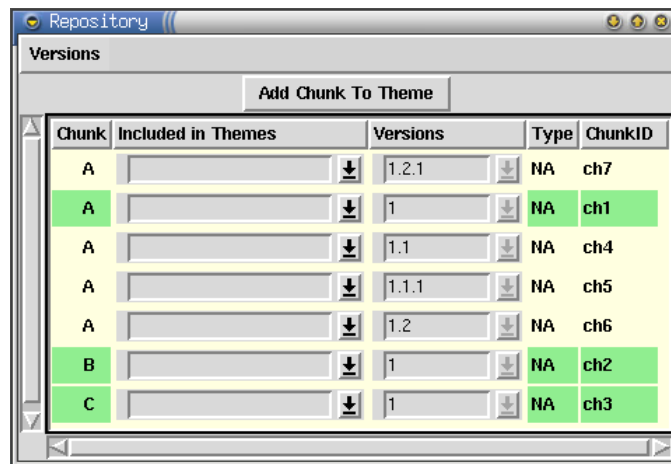 Repository
Versions
Add Chunk To Theme
Chunk Included in Themes Versions Type ChunkID
A 1.2.1 NA ch7
A 1 NA ch1
A 1.1 NA ch4
A 1.1.1 NA ch5
A 1.2 NA ch6
B 1 NA ch2
C 1 NA ch3